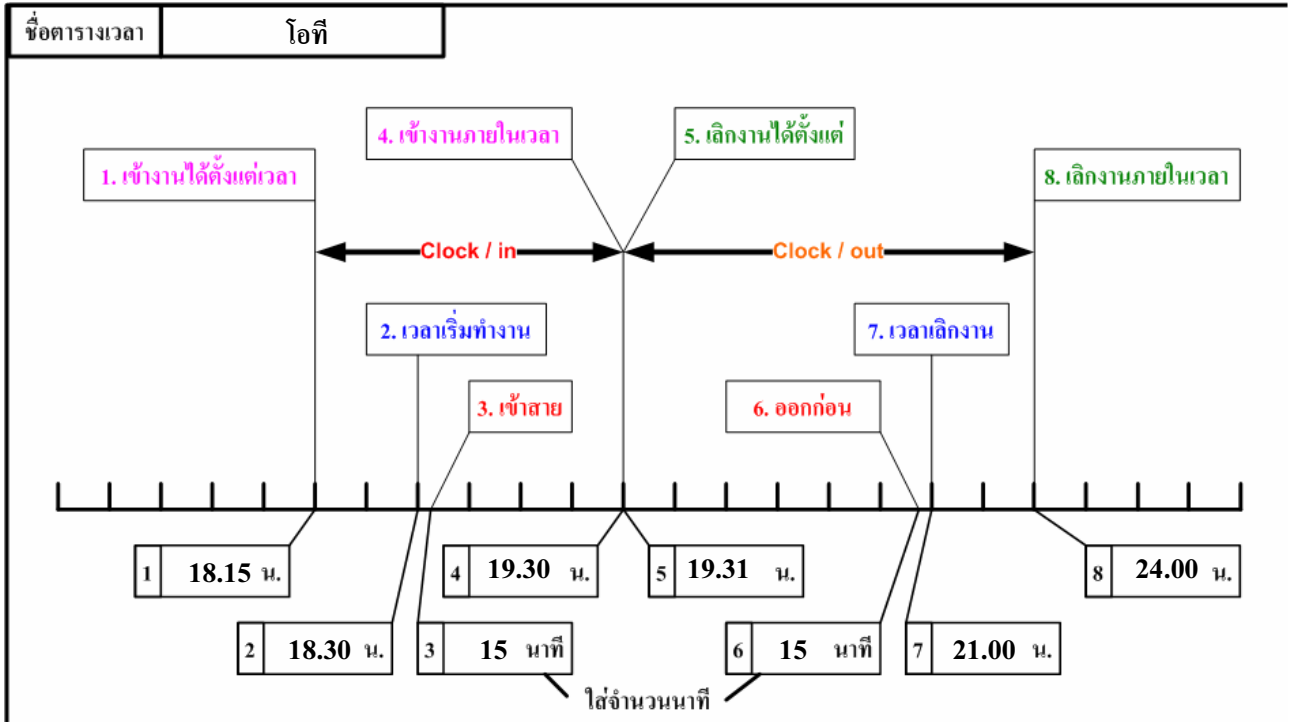 ชื่อตารางเวลา โอที
4. เข้างานภายในเวลา 5. เลิกงานได้ตั้งแต่
1. เข้างานได้ตั้งแต่เวลา 8. เลิกงานภายในเวลา
Clock / in Clock / out
2. เวลาเริ่มทำงาน 7. เวลาเลิกงาน
3. เข้าสาย 6. ออกก่อน
1 18.15 น. 4 19.30 น. 5 19.31 น. 8 24.00 น.
2 18.30 น. 3 15 นาที 6 15 นาที 7 21.00 น.
ใส่จำนวนนาที